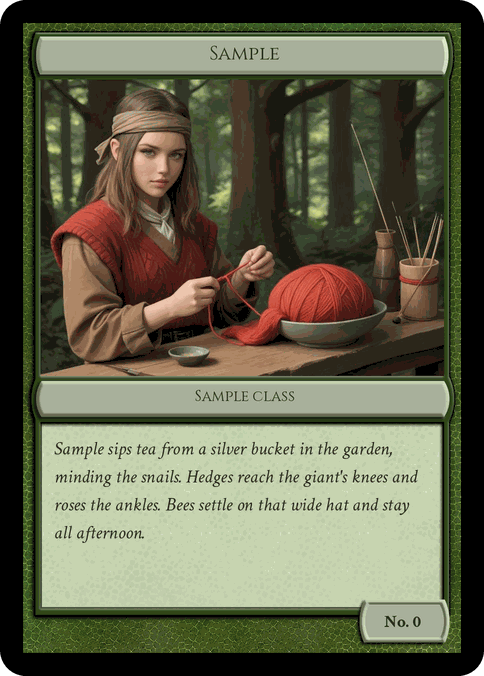 Sample
Sample class
Sample sips tea from a silver bucket in the garden,
minding the snails. Hedges reach the giant's knees and
roses the ankles. Bees settle on that wide hat and stay
all afternoon.
No. 0